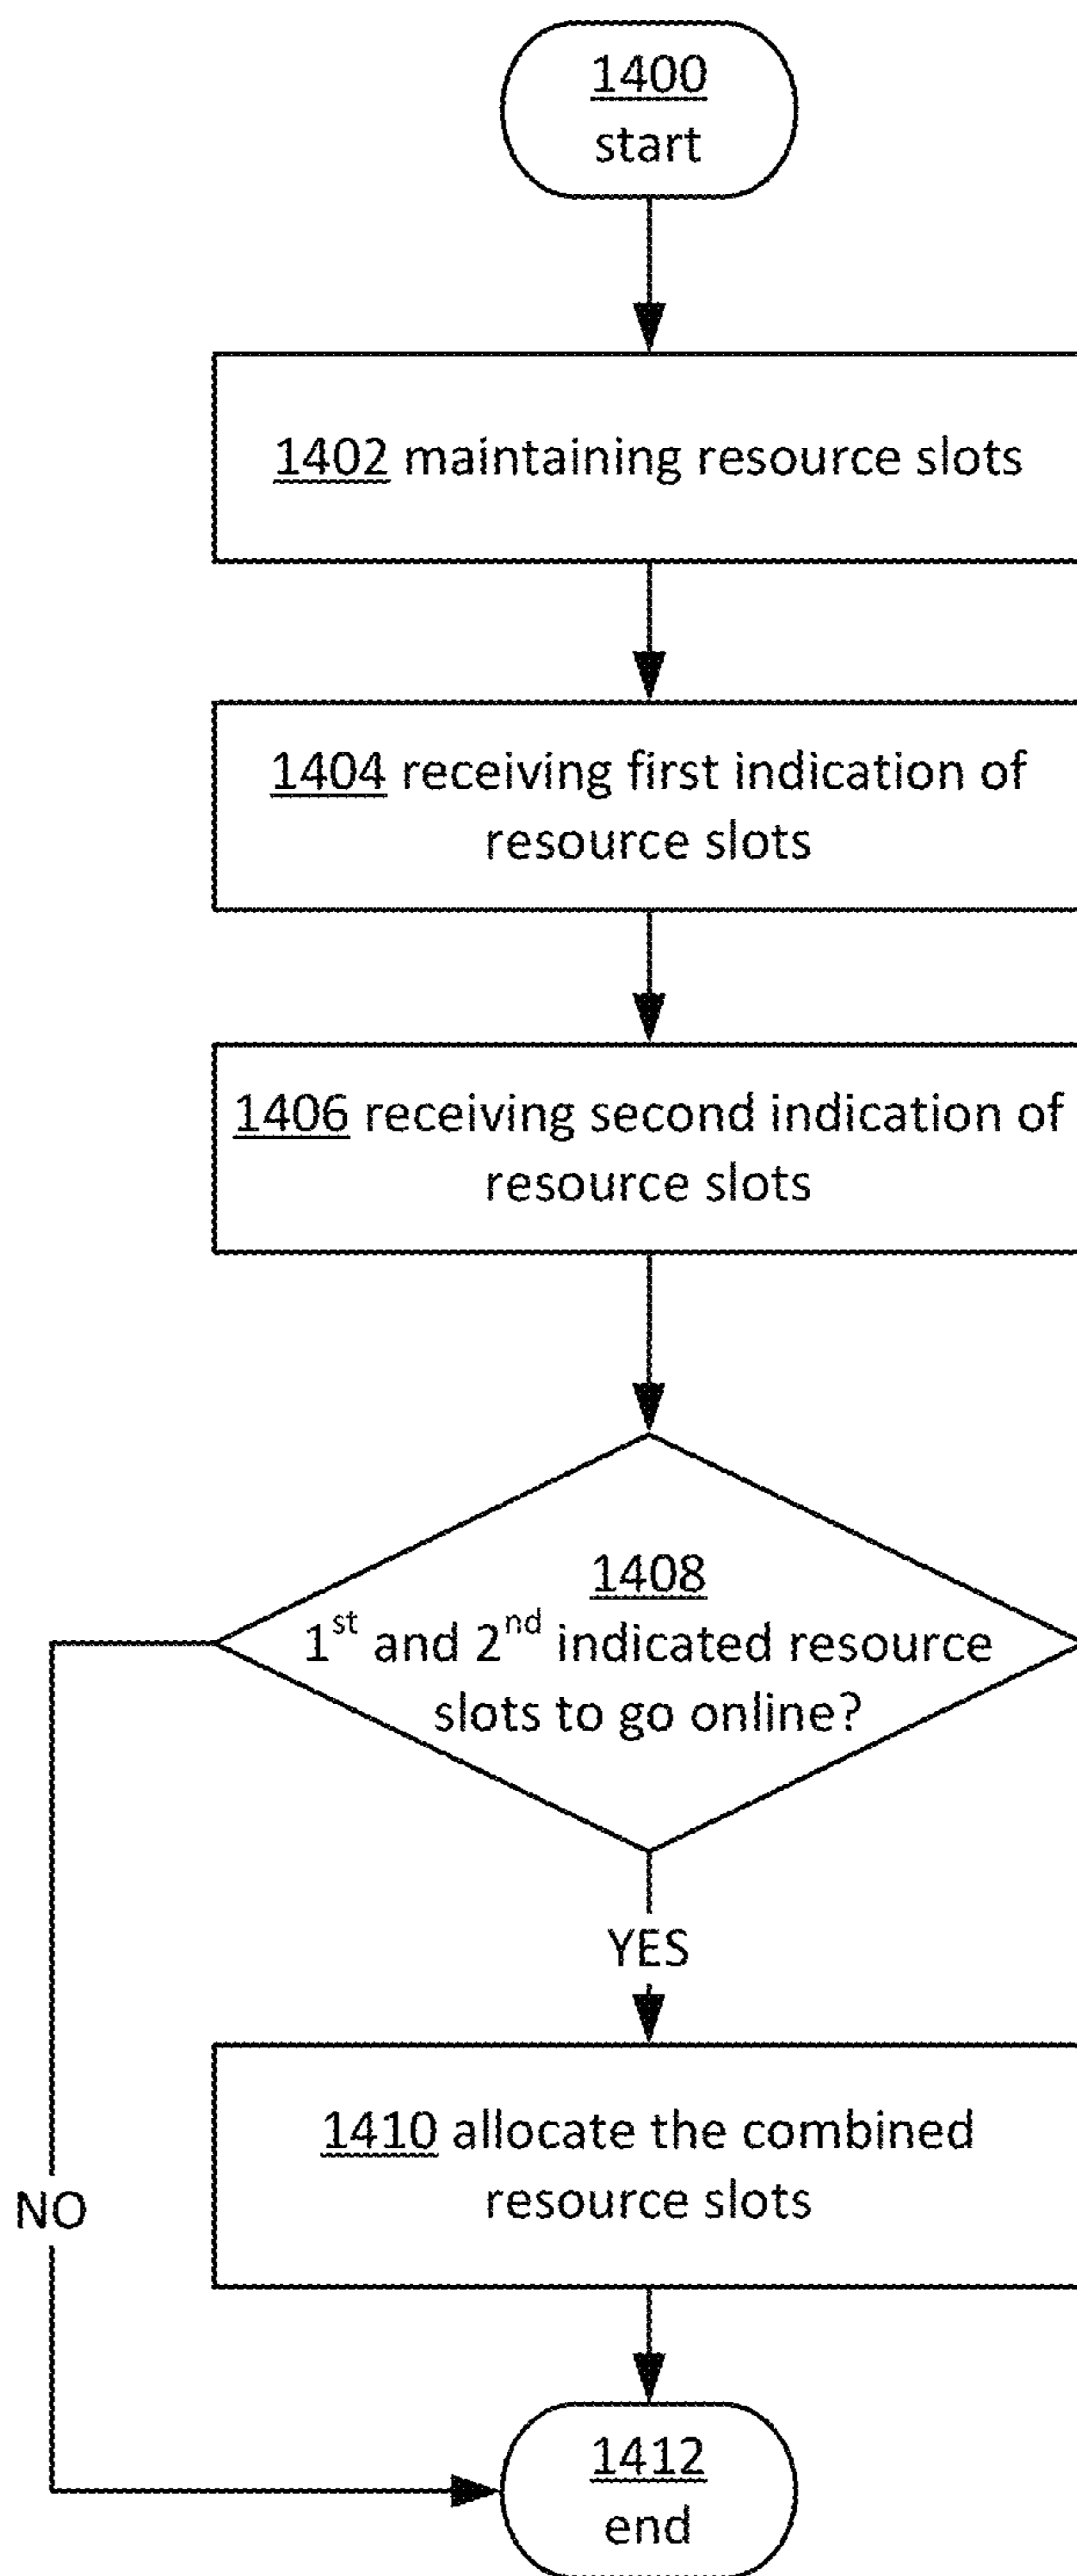 1400
start
1402 maintaining resource slots
1404 receiving first indication of
resource slots
1406 receiving second indication of
resource slots
1408
1st and 2nd indicated resource
slots to go online?
YES
1410 allocate the combined
resource slots
NO
1412
end